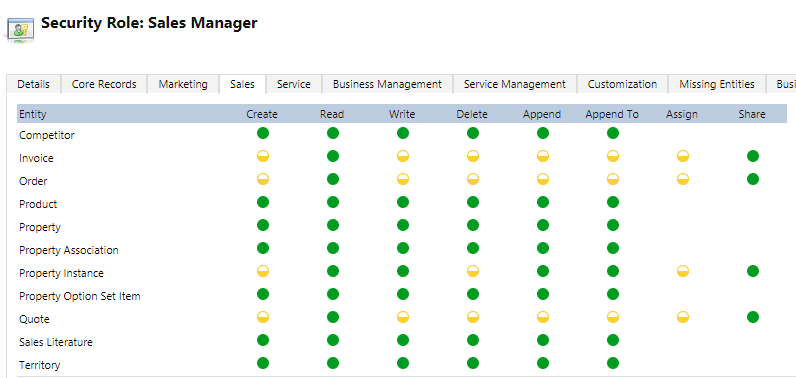 Security Role: Sales Manager
Details Core Records Marketing Sales Service Business Management Service Management Customization Missing Entities Busi
Entity Create Read Write Delete Append Append To Assign Share
Competitor
Invoice
Order
Product
Property
Property Association
Property Instance
Property Option Set Item
Quote
Sales Literature
Territory